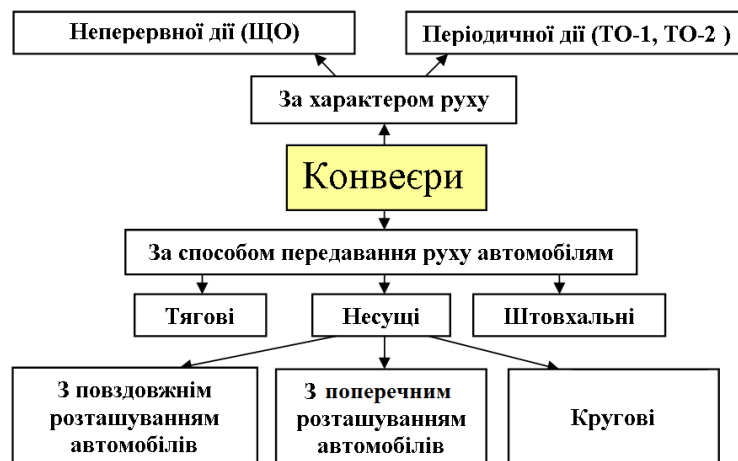 Неперервної дії (ЩО)
Періодичної дії (ТО-1, ТО-2 )
За характером руху
Конвеєри
За способом передавання руху автомобілям
Тягові
Несущі
Штовхальні
З повздовжнім
розташуванням
автомобілів
З поперечним
розташуванням
автомобілів
Кругові